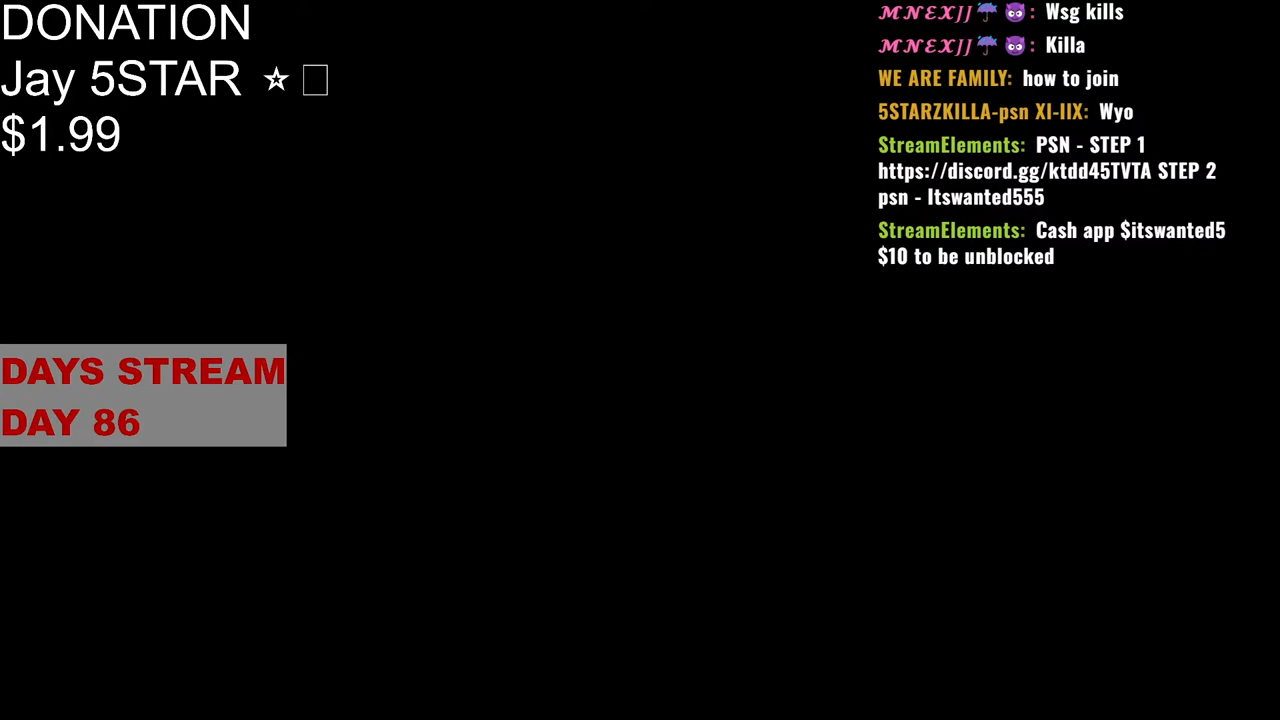 DONATION
Jay 5STAR ☆
$1.99
DAYS STREAM
DAY 86
𝓜𝓝𝓔𝓧𝓙𝓙☂️😈: Wsg kills
𝓜𝓝𝓔𝓧𝓙𝓙☂️😈: Killa
WE ARE FAMILY: how to join
5STARZKILLA-psn XI-IIX: Wyo
StreamElements: PSN - STEP 1
https://discord.gg/ktdd45TVTA STEP 2
psn - Itswanted555
StreamElements: Cash app $itswanted5
$10 to be unblocked